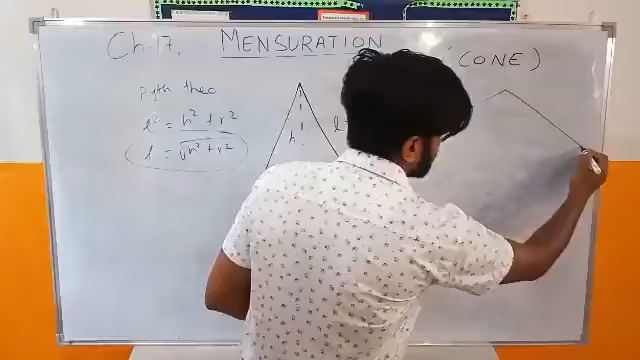 Ch-17. MENSURATION (CONE)
pyth theo
l² = h² + r²
l = √h² + r²
h
l